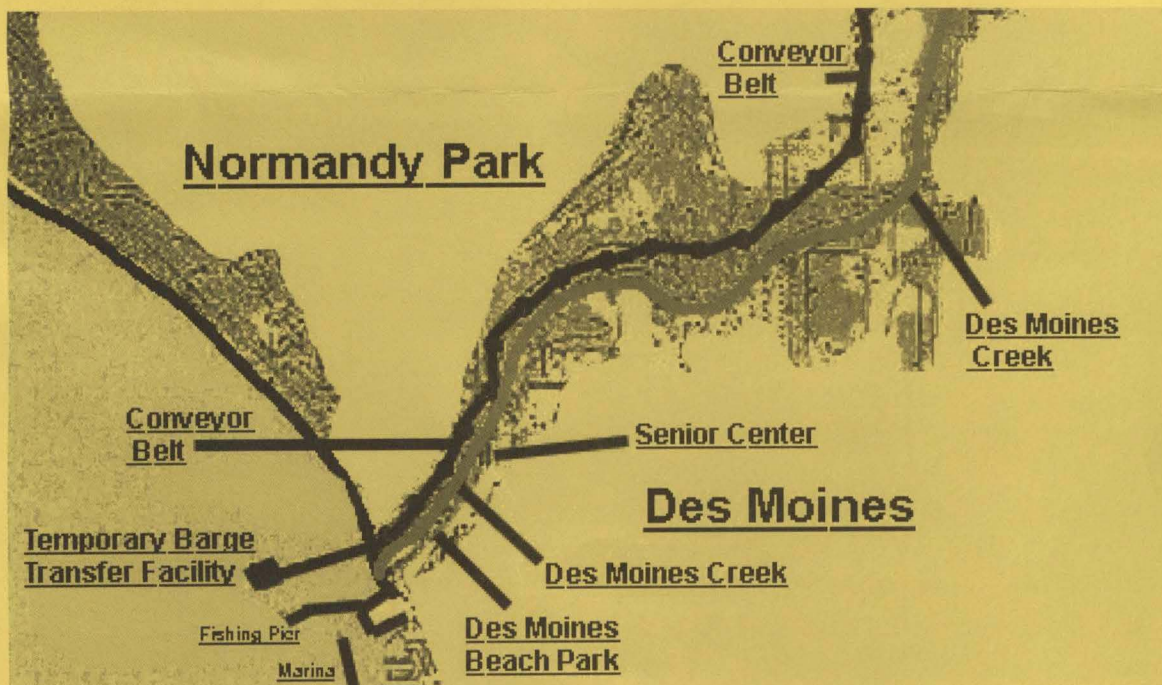 Conveyor
Belt
Normandy Park
Des Moines
Creek
Conveyor
Belt
Senior Center
Des Moines
Temporary Barge
Transfer Facility
Des Moines Creek
Fishing Pier
Des Moines
Beach Park
Marina